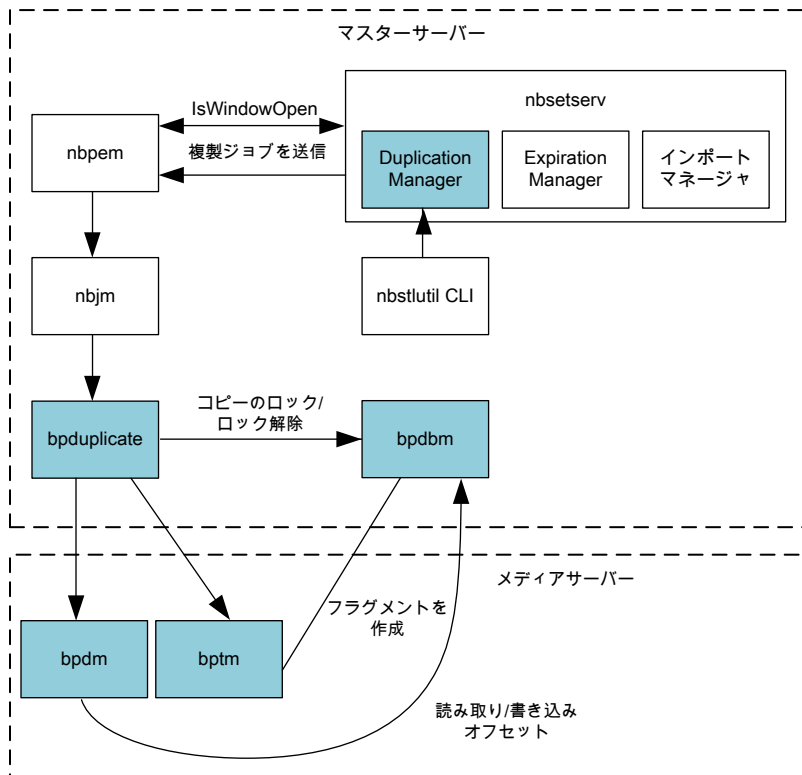 マスターサーバー
nbsetserv
IsWindowOpen
nbpem
複製ジョブを送信
Duplication
Manager
Expiration
Manager
インポート
マネージャ
nbjm
nbstlutil CLI
コピーのロック/
ロック解除
bpduplicate
bpdbm
メディアサーバー
フラグメントを
作成
bpdm
bptm
読み取り/書き込み
オフセット